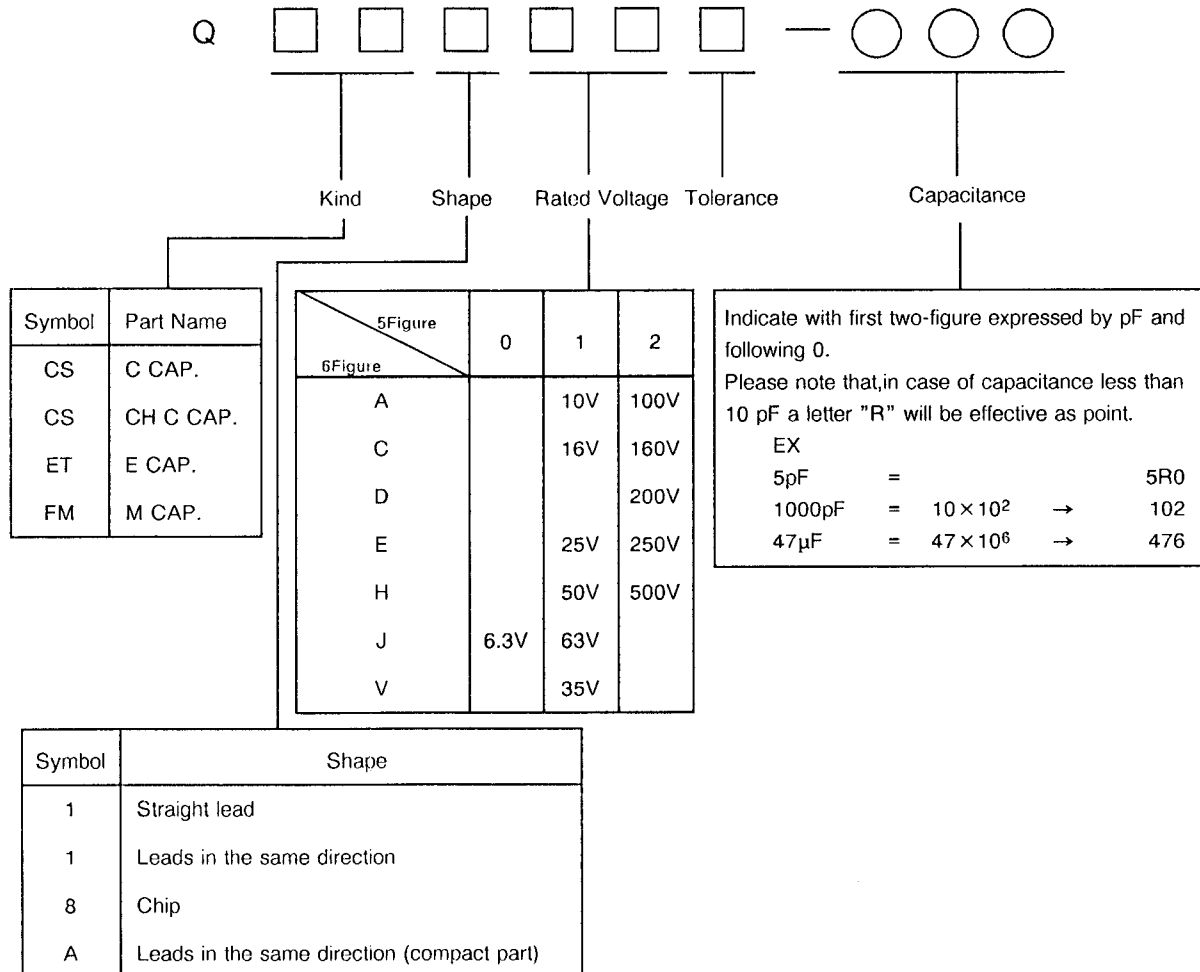 Q —
Kind Shape Rated Voltage Tolerance Capacitance
Symbol Part Name
CS C CAP.
CS CH C CAP.
ET E CAP.
FM M CAP.
5Figure 0 1 2
6Figure
A 10V 100V
C 16V 160V
D 200V
E 25V 250V
H 50V 500V
J 6.3V 63V
V 35V
Indicate with first two-figure expressed by pF and
following 0.
Please note that,in case of capacitance less than
10 pF a letter "R" will be effective as point.
EX
5pF = 5R0
1000pF = 10×10² → 102
47µF = 47×10⁶ → 476
Symbol Shape
1 Straight lead
1 Leads in the same direction
8 Chip
A Leads in the same direction (compact part)